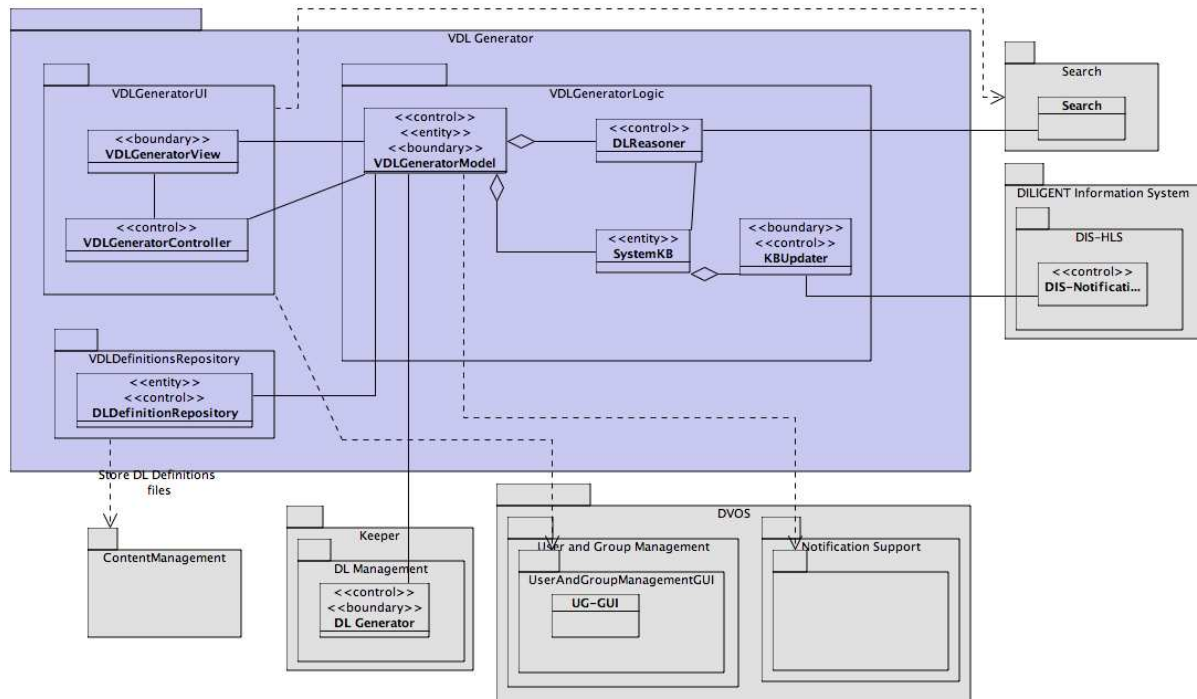 VDL Generator
VDLGeneratorUI
<<boundary>>
VDLGeneratorView
<<control>>
VDLGeneratorController
VDLGeneratorLogic
<<control>>
<<entity>>
<<boundary>>
VDLGeneratorModel
<<control>>
DLReasoner
<<entity>>
SystemKB
<<boundary>>
<<control>>
KBUpdater
Search
Search
DILIGENT Information System
DIS-HLS
<<control>>
DIS-Notificati...
VDLDefinitionsRepository
<<entity>>
<<control>>
DLDefinitionRepository
Store DL Definitions
files
ContentManagement
Keeper
DL Management
<<control>>
<<boundary>>
DL Generator
DVOS
User and Group Management
UserAndGroupManagementGUI
UG-GUI
Notification Support